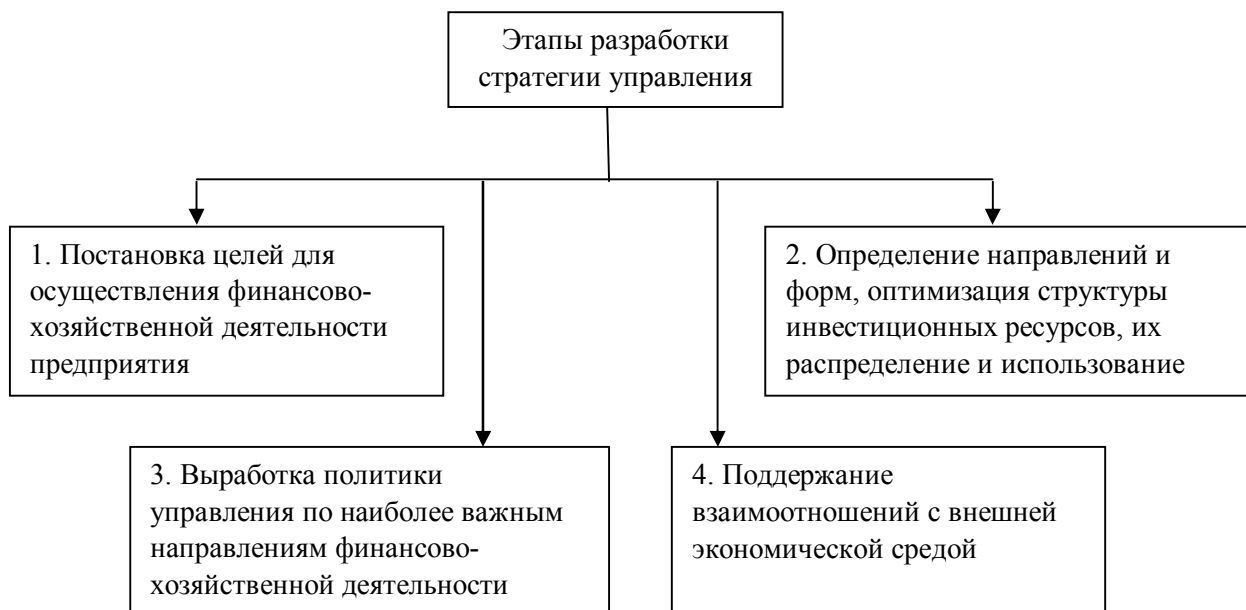 Этапы разработки
стратегии управления
1. Постановка целей для
осуществления финансово-
хозяйственной деятельности
предприятия
2. Определение направлений и
форм, оптимизация структуры
инвестиционных ресурсов, их
распределение и использование
3. Выработка политики
управления по наиболее важным
направлениям финансово-
хозяйственной деятельности
4. Поддержание
взаимоотношений с внешней
экономической средой